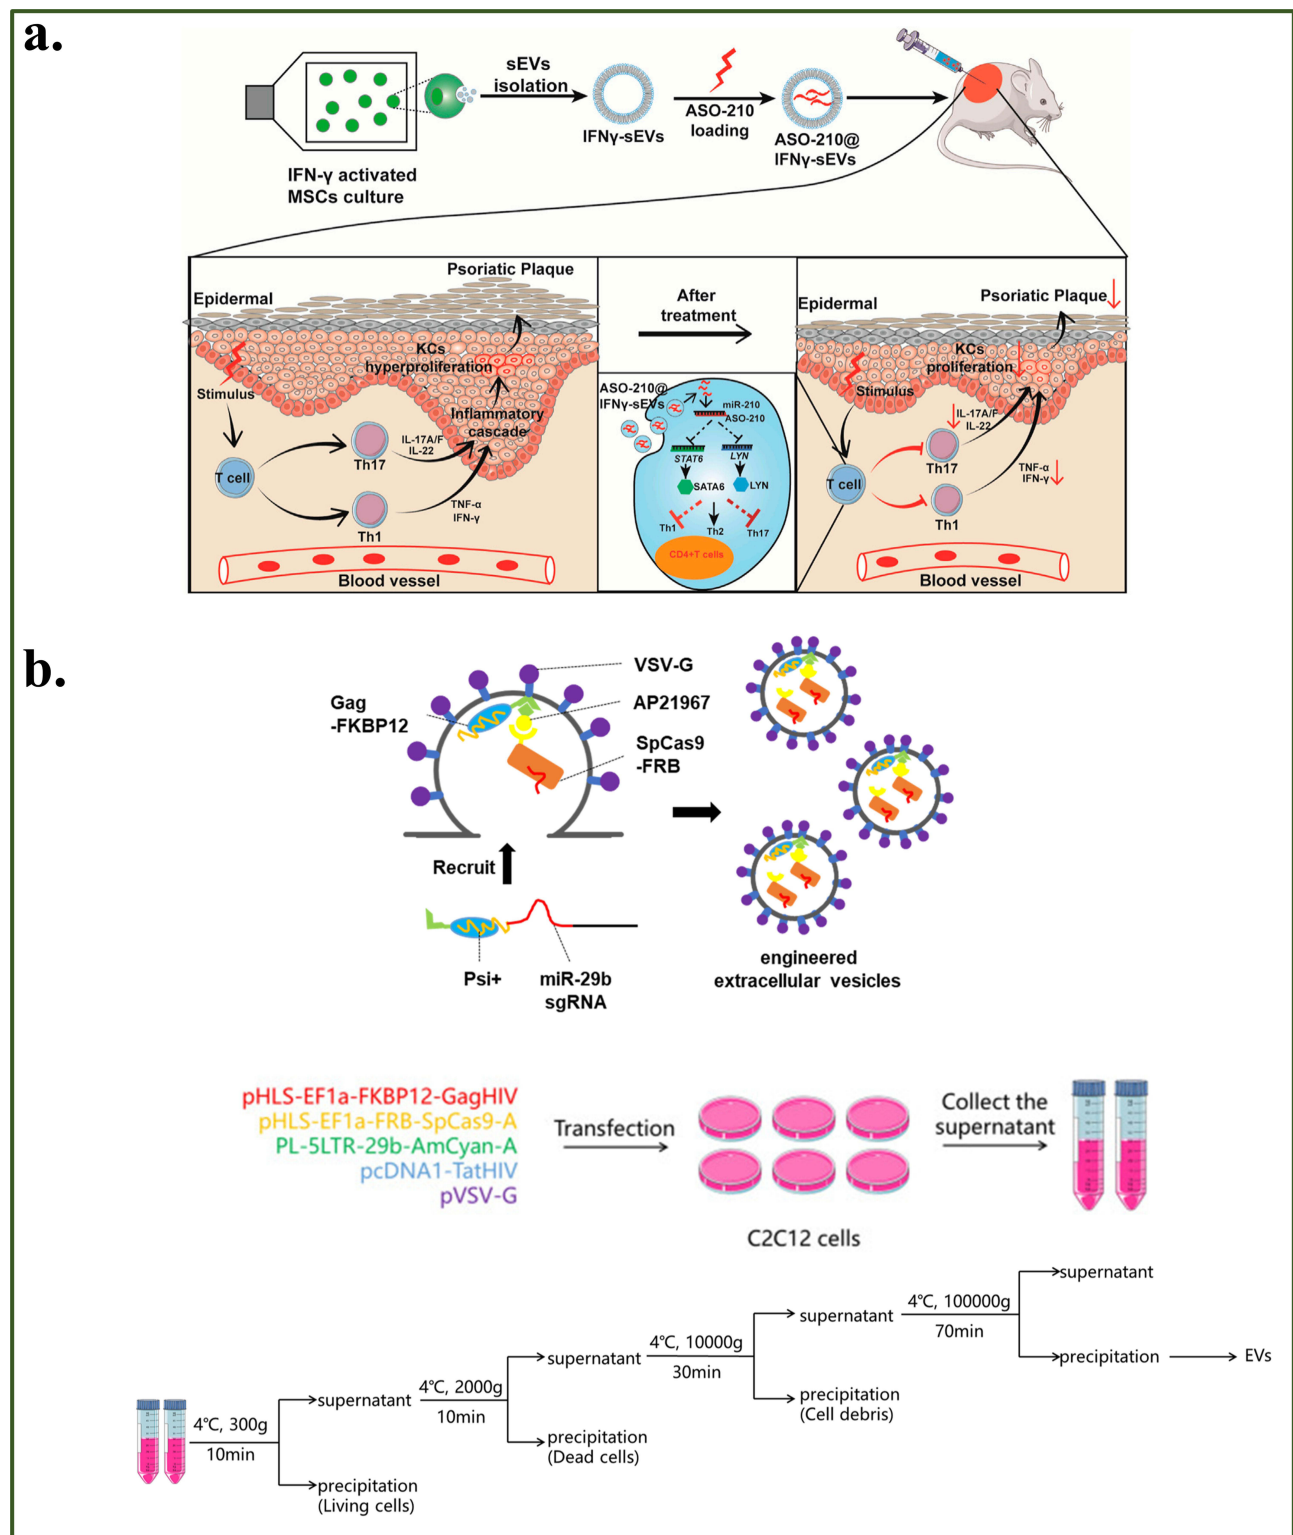 a.
sEVs
isolation
IFNγ-sEVs
ASO-210
loading
ASO-210@
IFNγ-sEVs
IFN-γ activated
MSCs culture
Psoriatic Plaque
Epidermal
KCs
hyperproliferation
Stimulus
Inflammatory
cascade
IL-17A/F
IL-22
Th17
T cell
TNF-α
IFN-γ
Th1
Blood vessel
After
treatment
ASO-210@
IFNγ-sEVs
miR-210
ASO-210
STAT6
LYN
SATA6
LYN
Th1
Th2
Th17
CD4+T cells
Psoriatic Plaque
Epidermal
KCs
proliferation
Stimulus
IL-17A/F
IL-22
Th17
T cell
TNF-α
IFN-γ
Th1
Blood vessel
b.
VSV-G
Gag
-FKBP12
AP21967
SpCas9
-FRB
Recruit
Psi+
miR-29b
sgRNA
engineered
extracellular vesicles
pHLS-EF1a-FKBP12-GagHIV
pHLS-EF1a-FRB-SpCas9-A
PL-5LTR-29b-AmCyan-A
pcDNA1-TatHIV
pVSV-G
Transfection
C2C12 cells
Collect the
supernatant
4℃, 300g
10min
supernatant
precipitation
(Living cells)
4℃, 2000g
10min
supernatant
precipitation
(Dead cells)
4℃, 10000g
30min
supernatant
precipitation
(Cell debris)
4℃, 100000g
70min
supernatant
precipitation
EVs